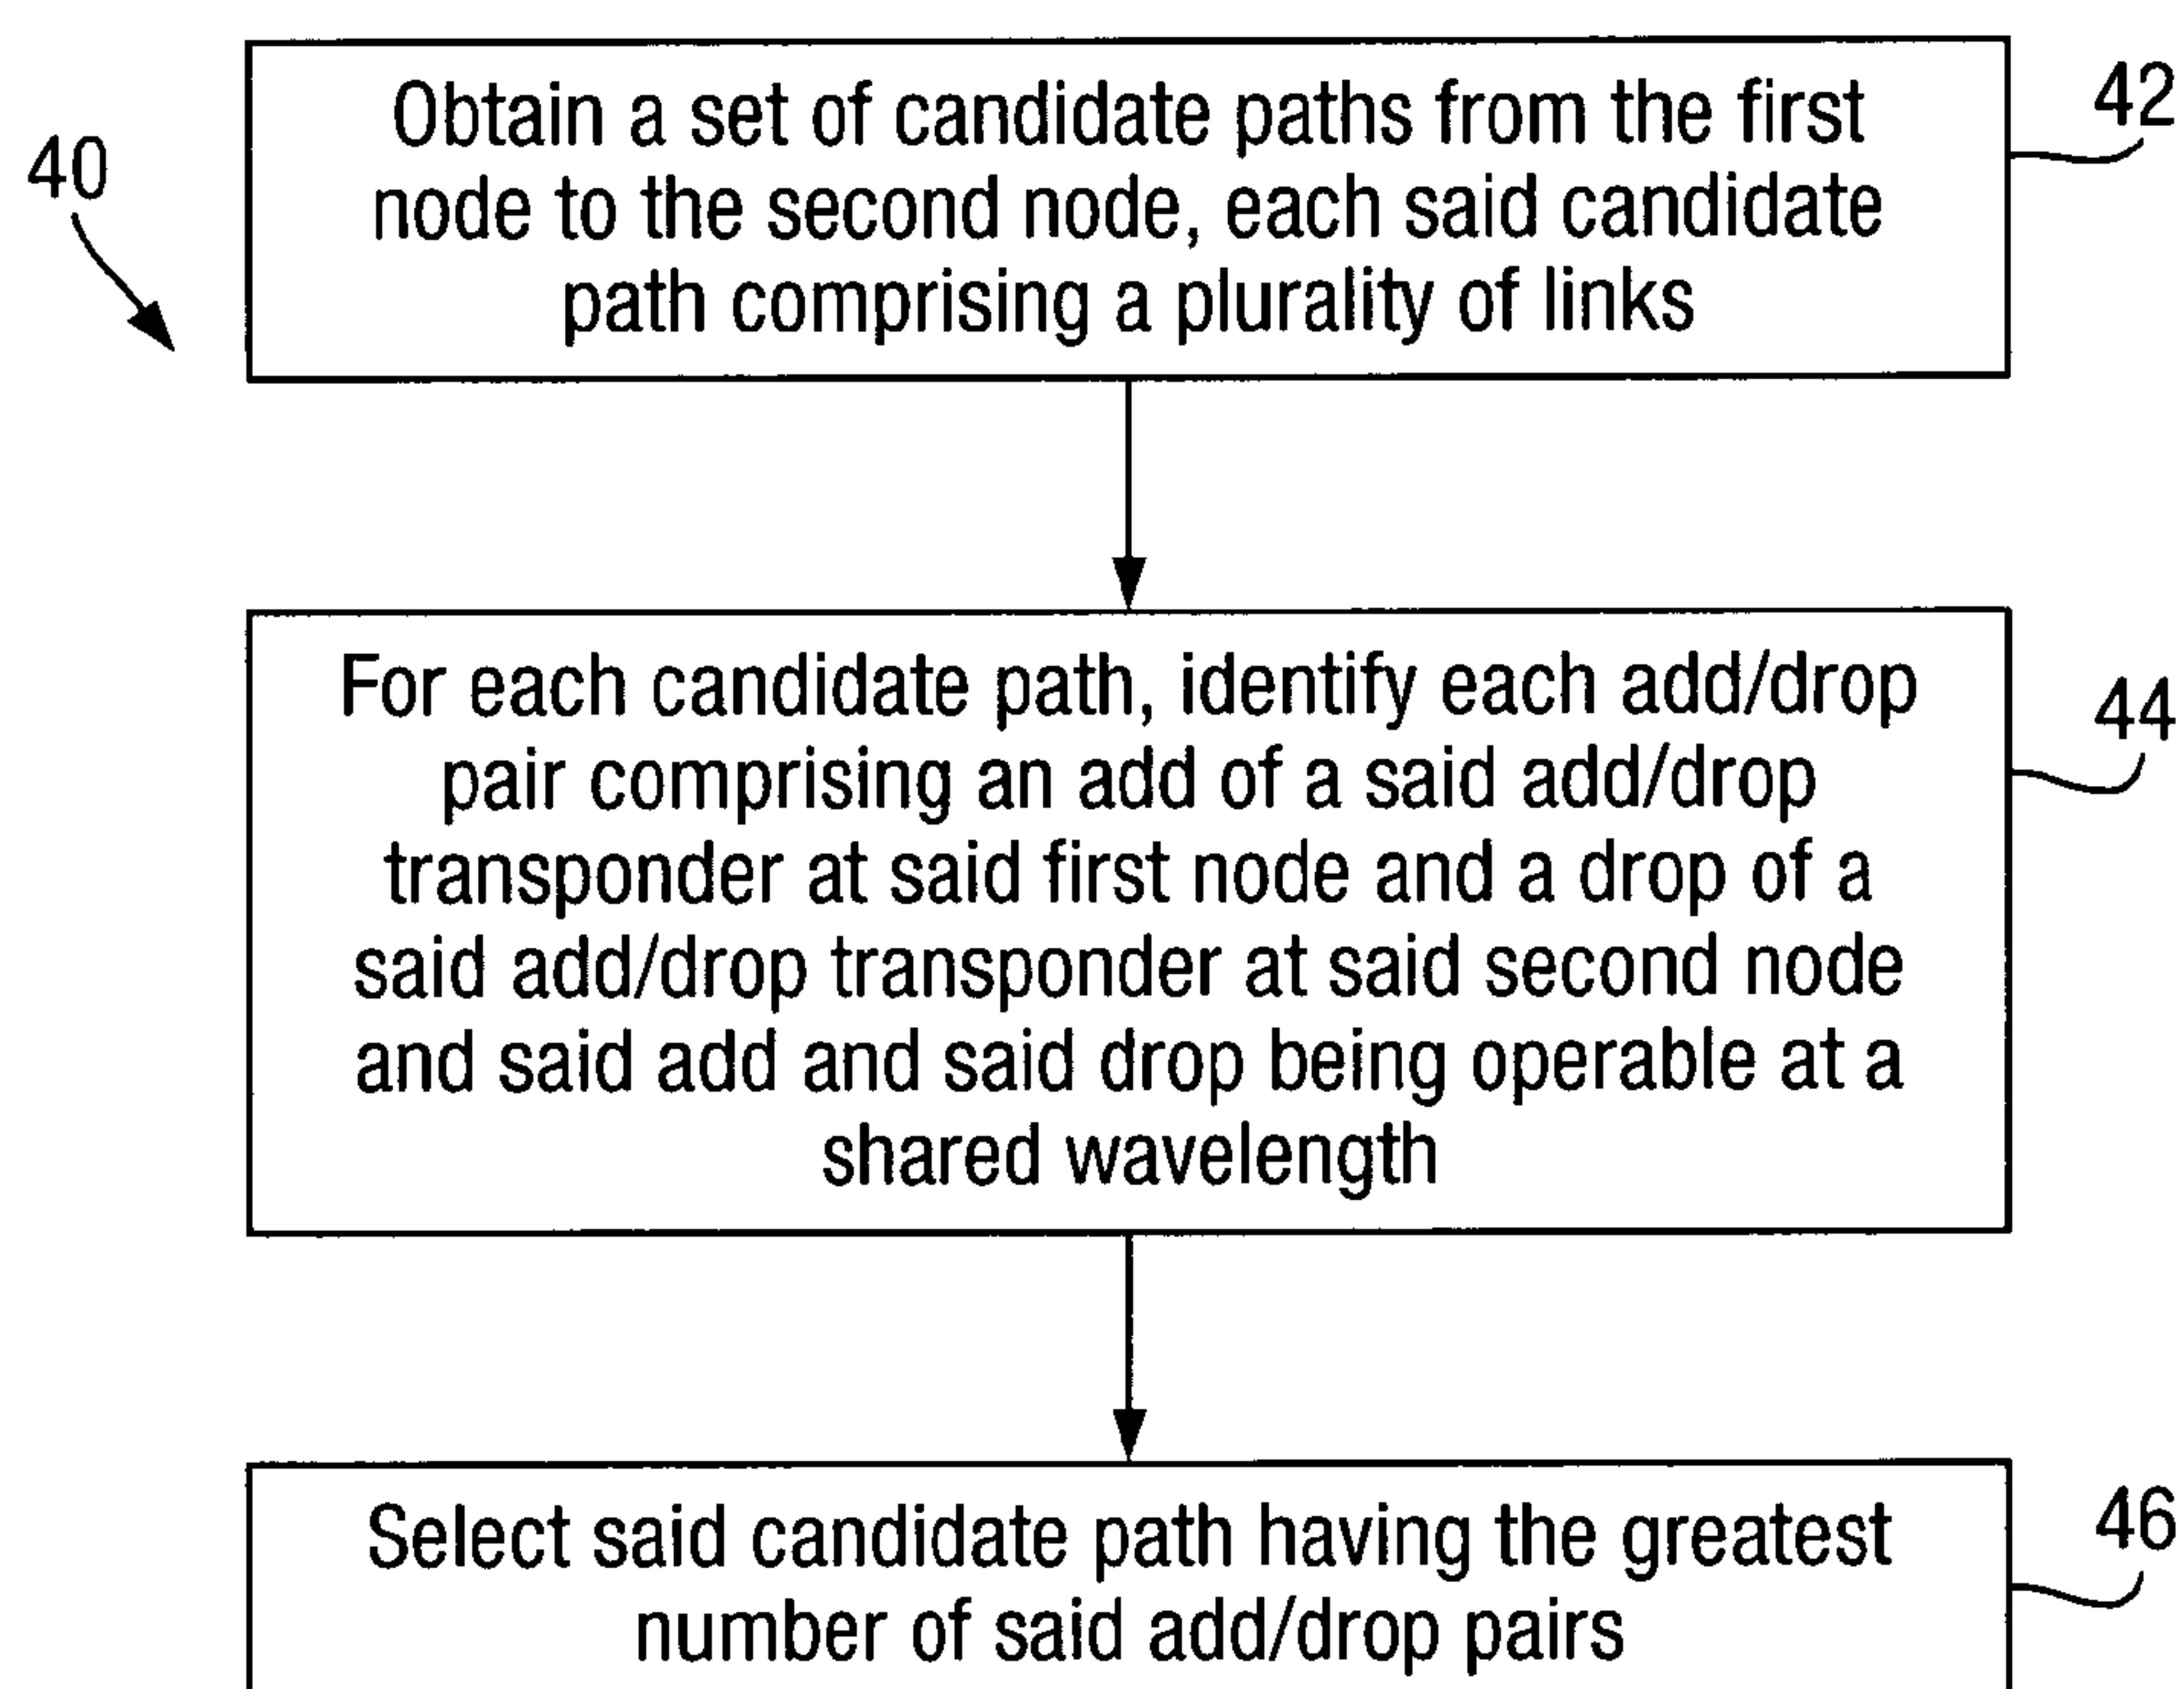 40
Obtain a set of candidate paths from the first
node to the second node, each said candidate
path comprising a plurality of links
42
For each candidate path, identify each add/drop
pair comprising an add of a said add/drop
transponder at said first node and a drop of a
said add/drop transponder at said second node
and said add and said drop being operable at a
shared wavelength
44
Select said candidate path having the greatest
number of said add/drop pairs
46